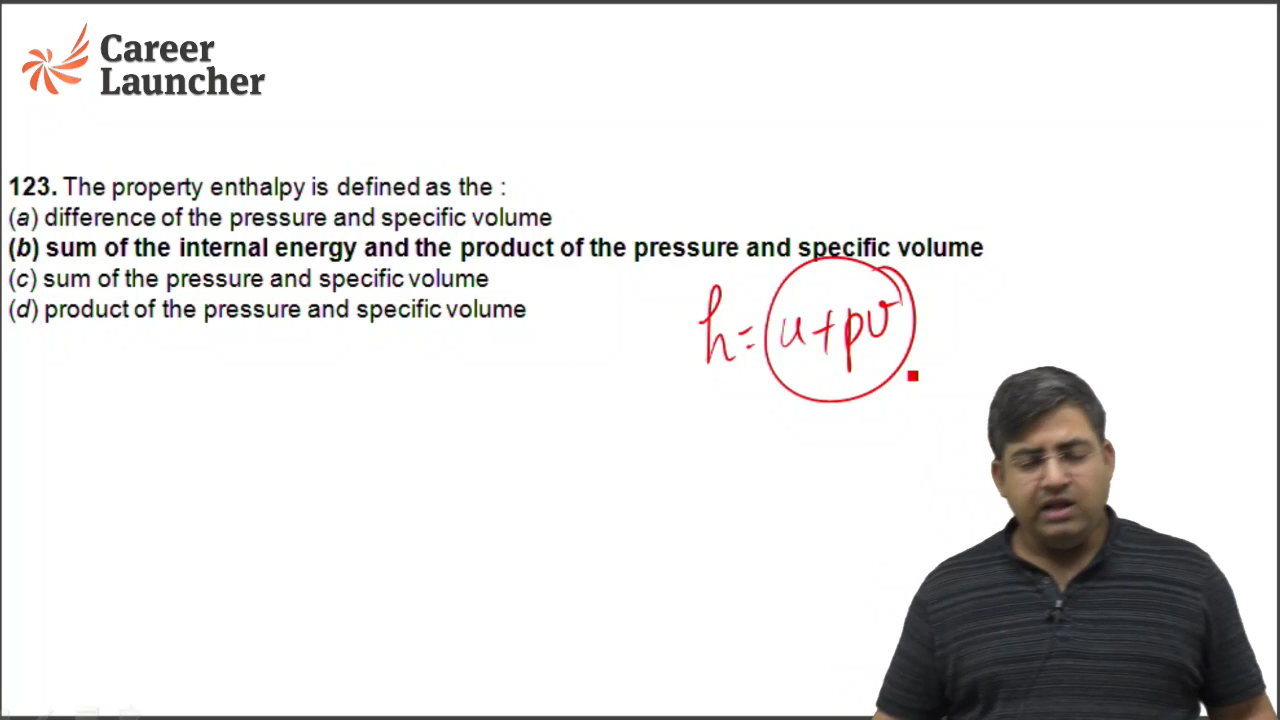 Career
Launcher
123. The property enthalpy is defined as the :
(a) difference of the pressure and specific volume
(b) sum of the internal energy and the product of the pressure and specific volume
(c) sum of the pressure and specific volume
(d) product of the pressure and specific volume
h = u + pv